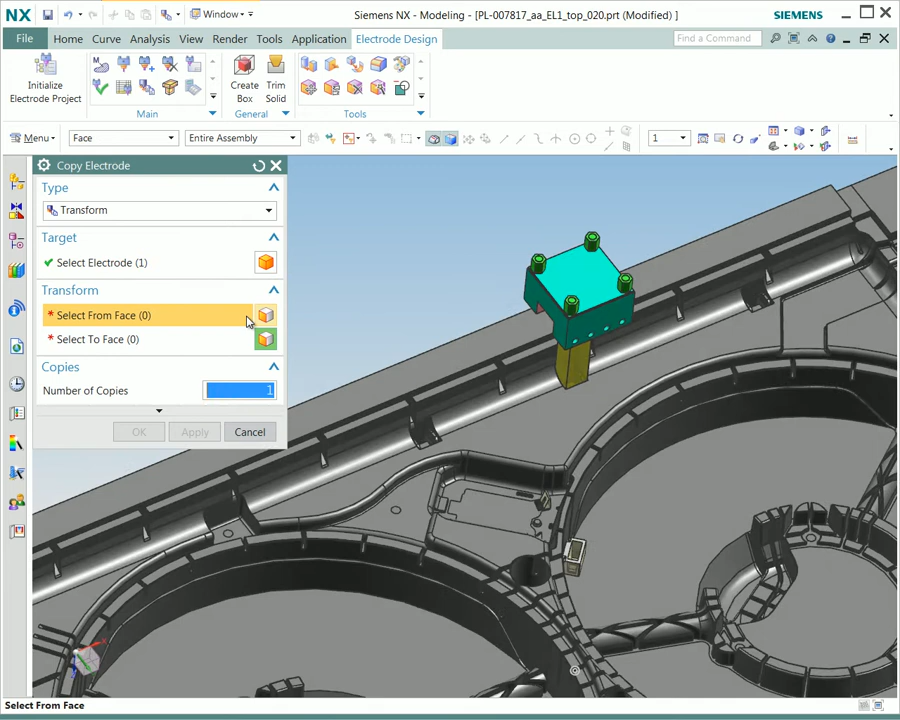 NX
Window
Siemens NX - Modeling - [PL-007817_aa_EL1_top_020.prt (Modified) ]
SIEMENS
File
Home
Curve
Analysis
View
Render
Tools
Application
Electrode Design
Find a Command
Initialize
Electrode Project
Create
Box
Trim
Solid
Main
General
Tools
Menu
Face
Entire Assembly
1
Copy Electrode
Type
Transform
Target
Select Electrode (1)
Transform
* Select From Face (0)
* Select To Face (0)
Copies
Number of Copies
1
OK
Apply
Cancel
Select From Face